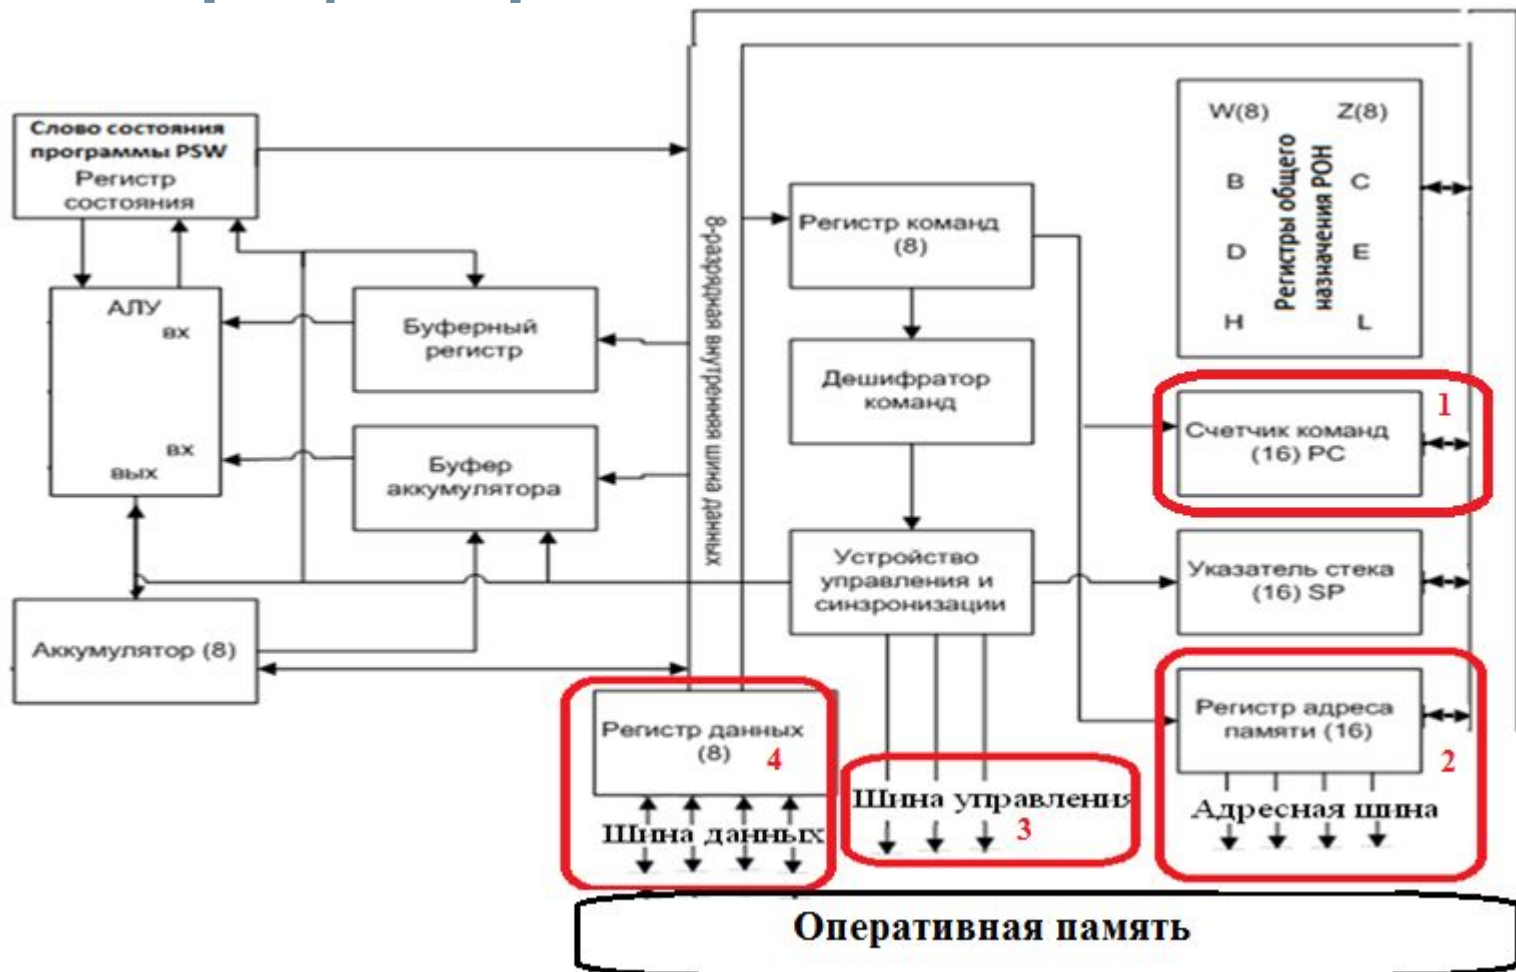 Слово состояния
программы PSW
Регистр
состояния
АЛУ
вх
вх
вых
Буферный
регистр
Буфер
аккумулятора
Аккумулятор (8)
8-разрядная внутренняя шина данных
Регистр команд
(8)
Дешифратор
команд
Устройство
управления и
синзронизации
Регистр данных
(8)
4
Шина данных
Шина управления
3
W(8) Z(8)
B C
D E
H L
Регистры общего
назначения РОН
1
Счетчик команд
(16) PC
Указатель стека
(16) SP
Регистр адреса
памяти (16)
2
Адресная шина
Оперативная память